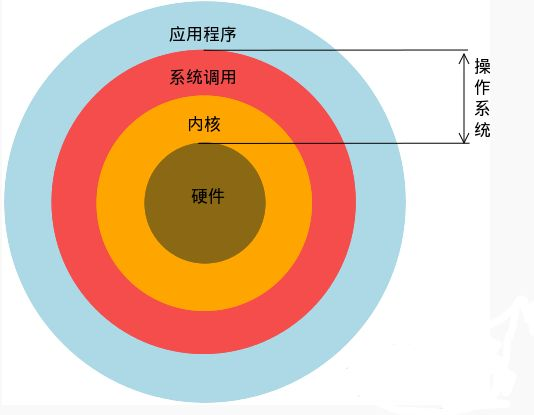 应用程序
系统调用
内核
硬件
操作系统